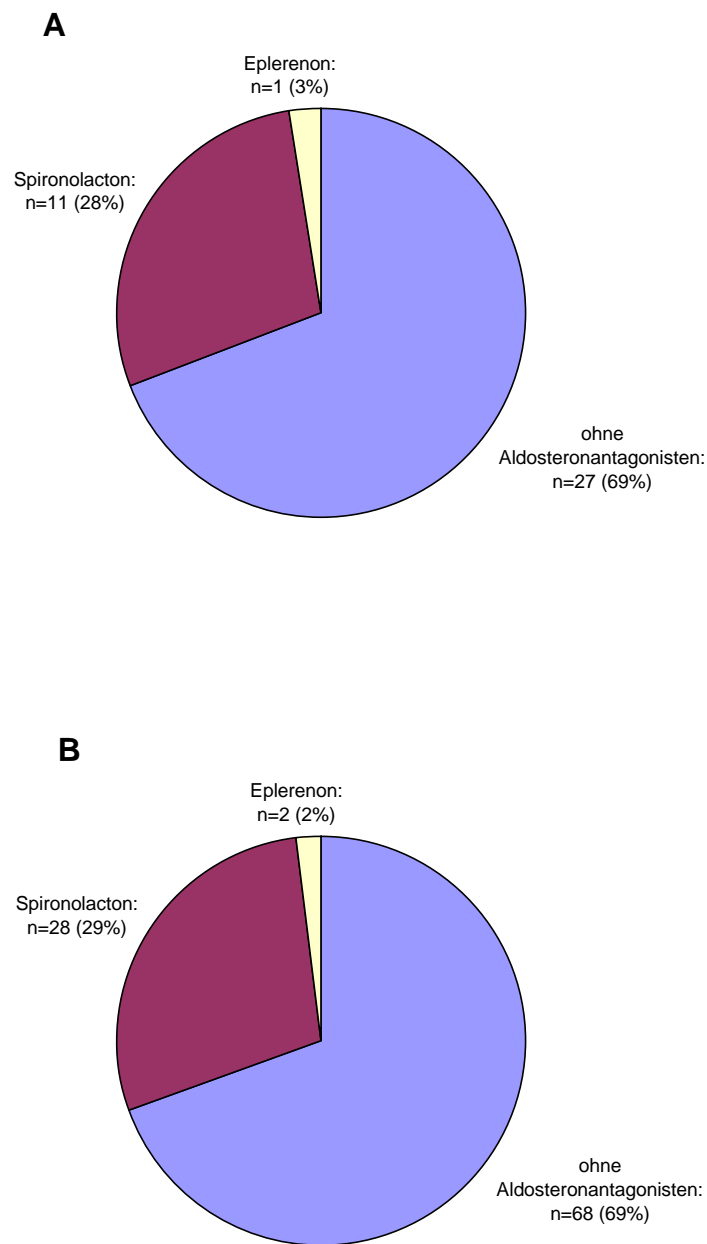 A
Eplerenon:
n=1 (3%)
Spironolacton:
n=11 (28%)
ohne
Aldosteronantagonisten:
n=27 (69%)
B
Eplerenon:
n=2 (2%)
Spironolacton:
n=28 (29%)
ohne
Aldosteronantagonisten:
n=68 (69%)